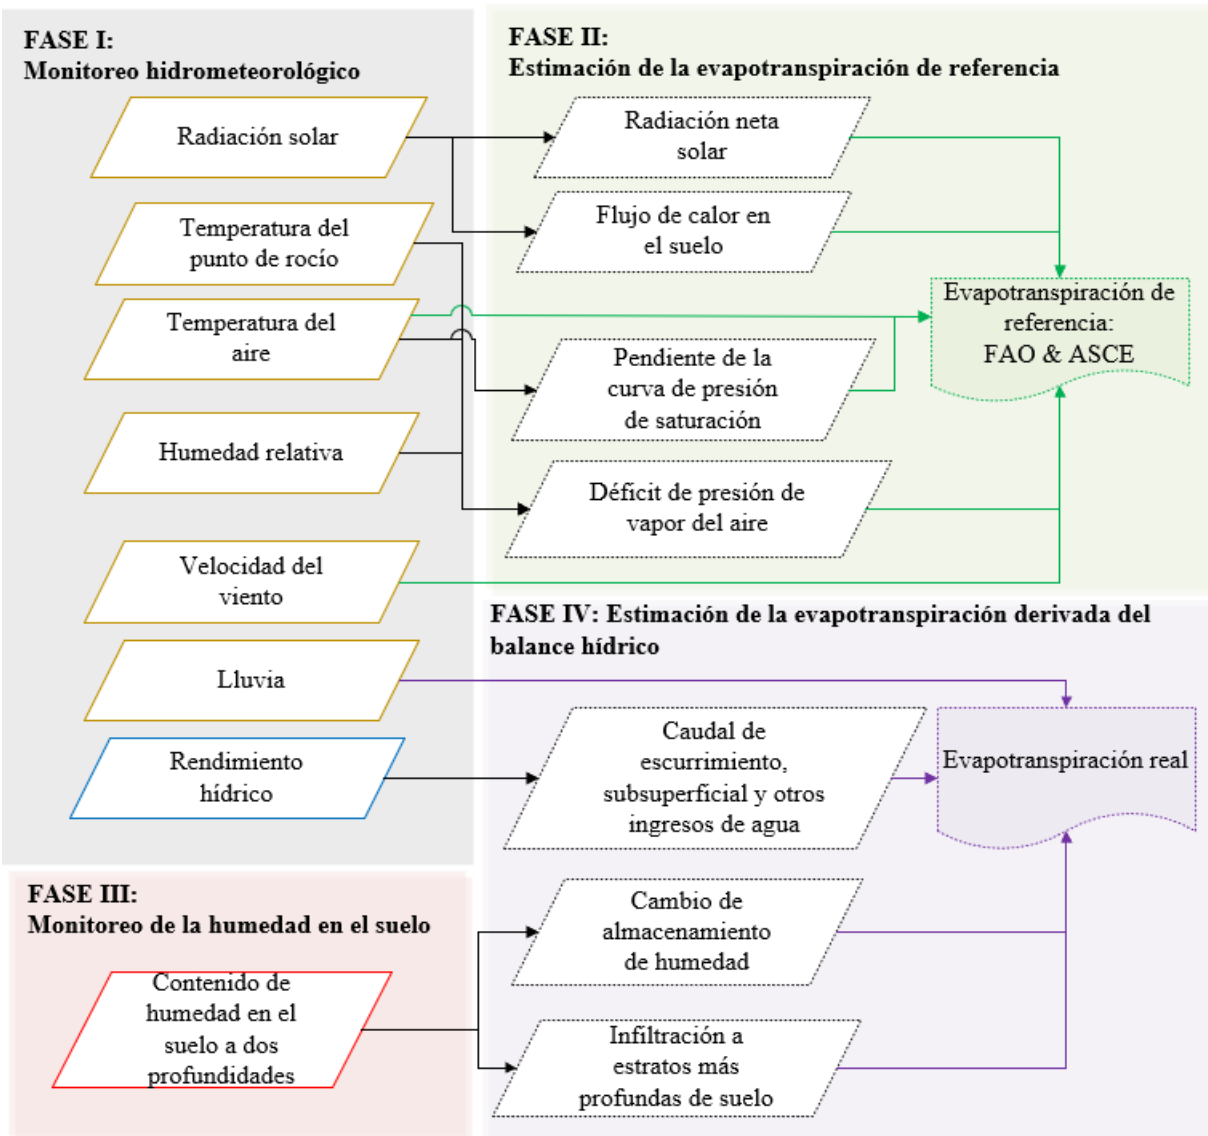 FASE I:
Monitoreo hidrometeorológico
Radiación solar
Temperatura del
punto de rocío
Temperatura del
aire
Humedad relativa
Velocidad del
viento
Lluvia
Rendimiento
hídrico
FASE II:
Estimación de la evapotranspiración de referencia
Radiación neta
solar
Flujo de calor en
el suelo
Pendiente de la
curva de presión
de saturación
Déficit de presión de
vapor del aire
Evapotranspiración de
referencia:
FAO & ASCE
FASE III:
Monitoreo de la humedad en el suelo
Contenido de
humedad en el
suelo a dos
profundidades
FASE IV: Estimación de la evapotranspiración derivada del
balance hídrico
Caudal de
escurrimiento,
subsuperficial y otros
ingresos de agua
Cambio de
almacenamiento
de humedad
Infiltración a
estratos más
profundas de suelo
Evapotranspiración real